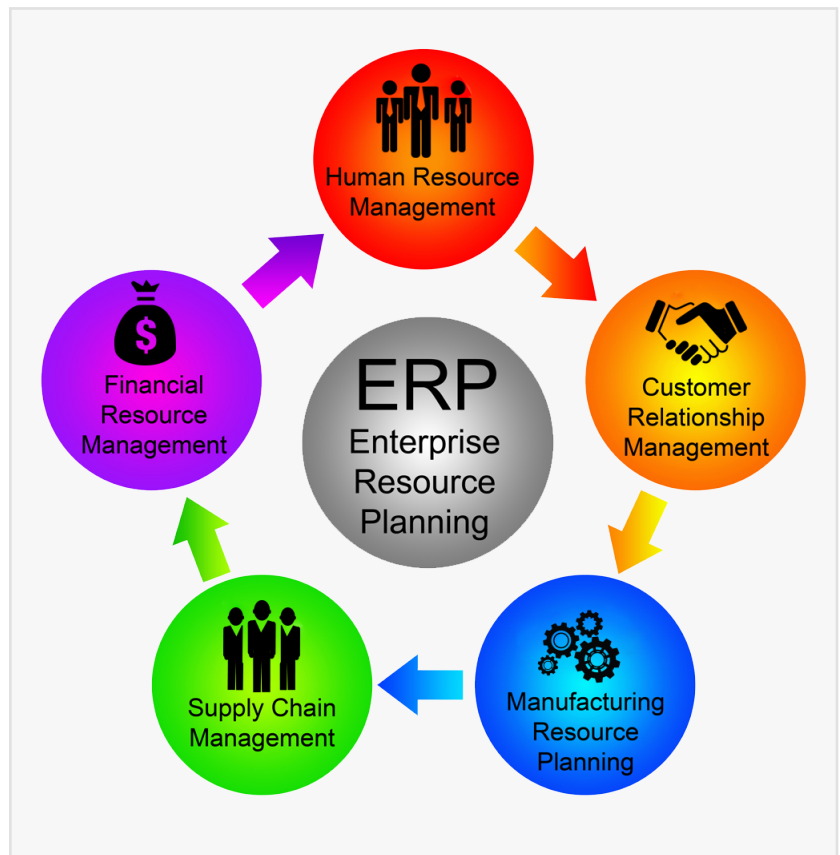 Human Resource
Management
Customer
Relationship
Management
Manufacturing
Resource
Planning
Supply Chain
Management
Financial
Resource
Management
$
ERP
Enterprise
Resource
Planning